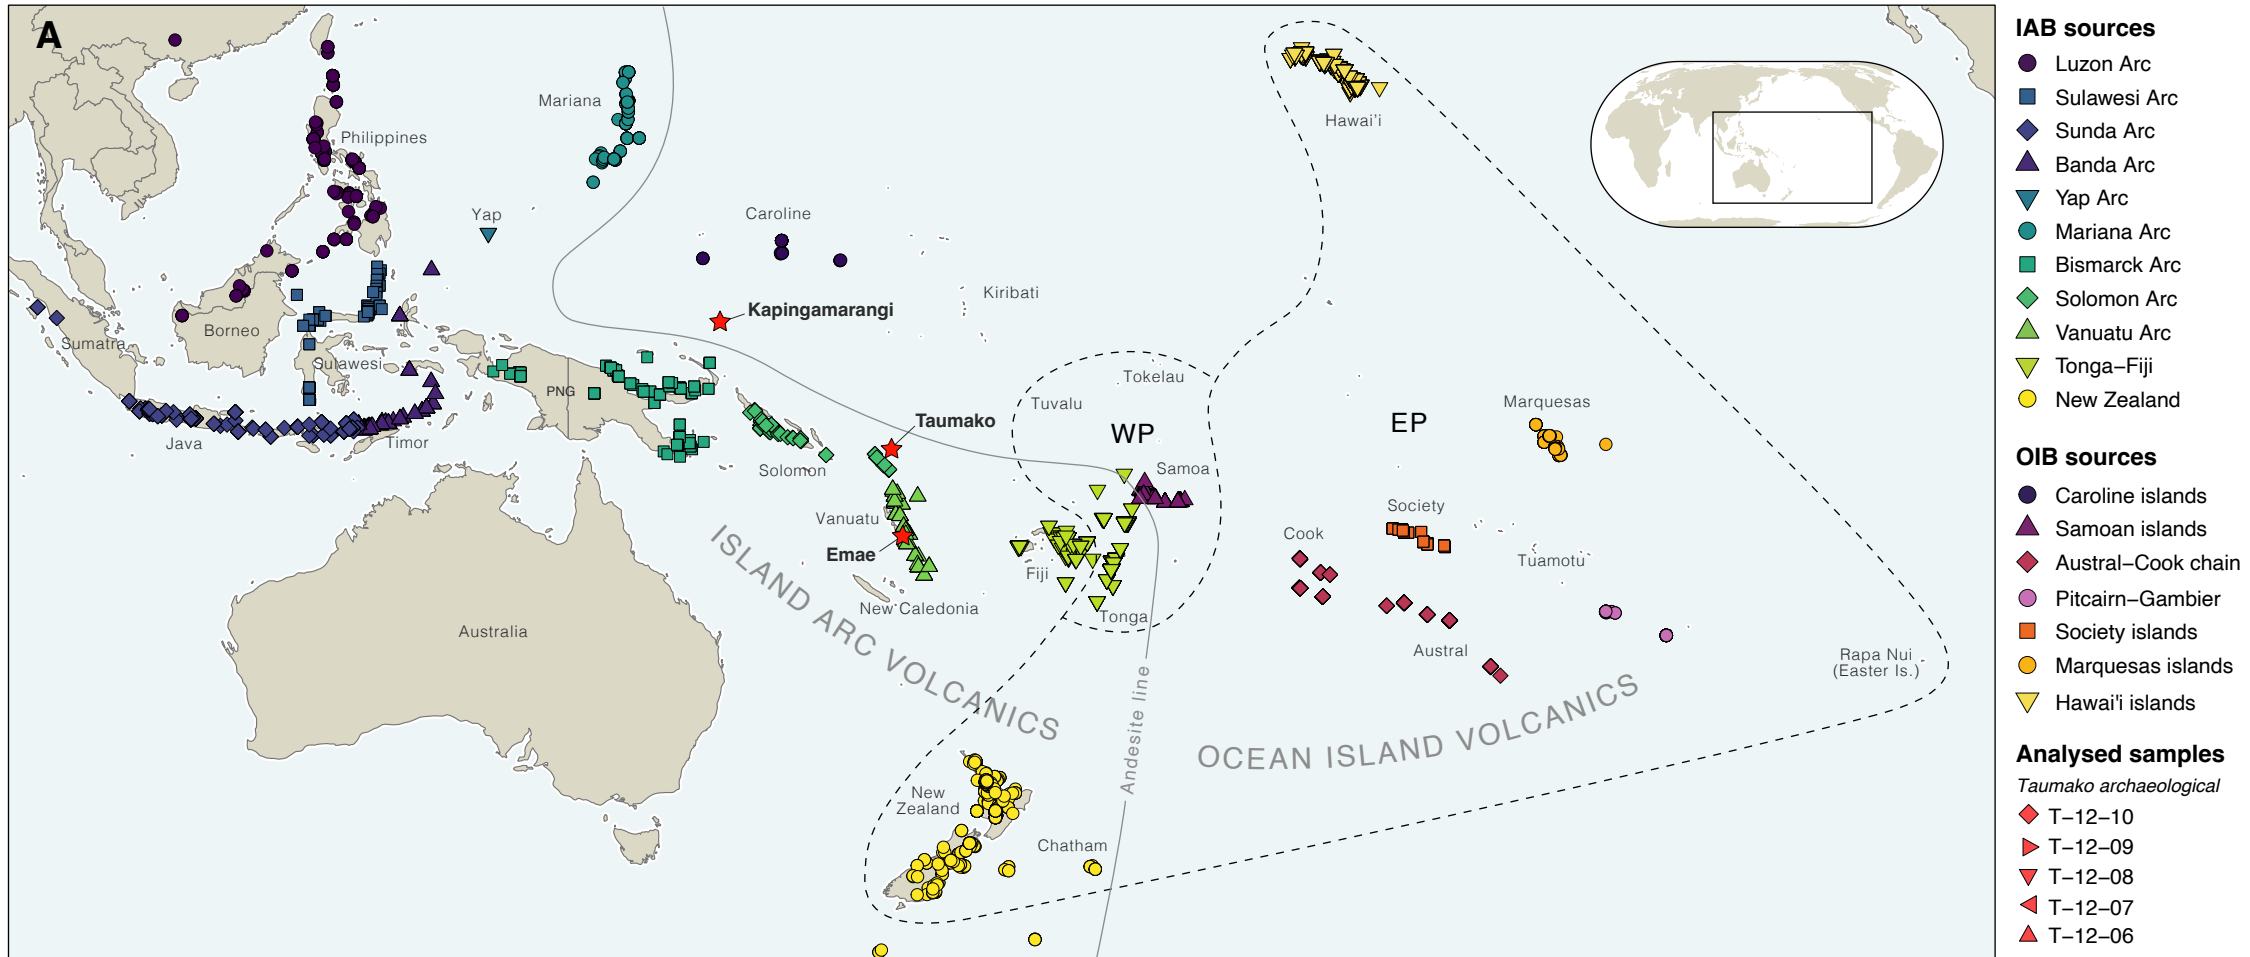 A
Mariana
Philippines
Yap
Caroline
Kiribati
Kapingamarangi
Borneo
Sumatra
Sulawesi
PNG
Java
Timor
Solomon
Taumako
Vanuatu
Emae
New Caledonia
Australia
Hawai'i
Tokelau
Tuvalu
WP
Samoa
Fiji
Tonga
EP
Marquesas
Society
Cook
Tuamotu
Austral
Rapa Nui
(Easter Is.)
ISLAND ARC VOLCANICS
OCEAN ISLAND VOLCANICS
Andesite line
New
Zealand
Chatham
IAB sources
Luzon Arc
Sulawesi Arc
Sunda Arc
Banda Arc
Yap Arc
Mariana Arc
Bismarck Arc
Solomon Arc
Vanuatu Arc
Tonga−Fiji
New Zealand
OIB sources
Caroline islands
Samoan islands
Austral−Cook chain
Pitcairn−Gambier
Society islands
Marquesas islands
Hawai'i islands
Analysed samples
Taumako archaeological
T−12−10
T−12−09
T−12−08
T−12−07
T−12−06